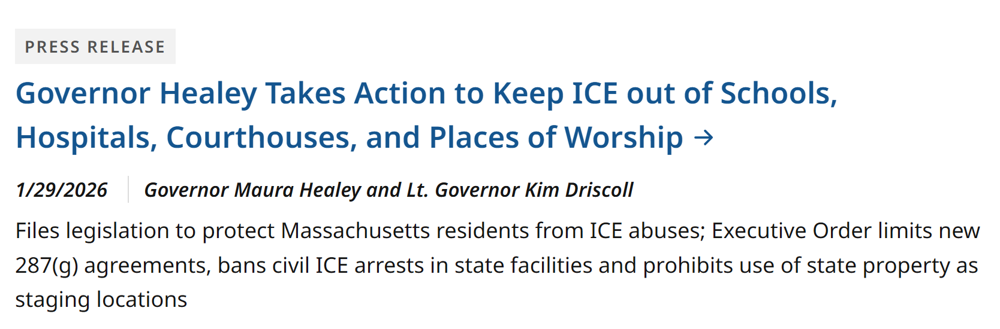 PRESS RELEASE
Governor Healey Takes Action to Keep ICE out of Schools,
Hospitals, Courthouses, and Places of Worship →
1/29/2026 Governor Maura Healey and Lt. Governor Kim Driscoll
Files legislation to protect Massachusetts residents from ICE abuses; Executive Order limits new
287(g) agreements, bans civil ICE arrests in state facilities and prohibits use of state property as
staging locations